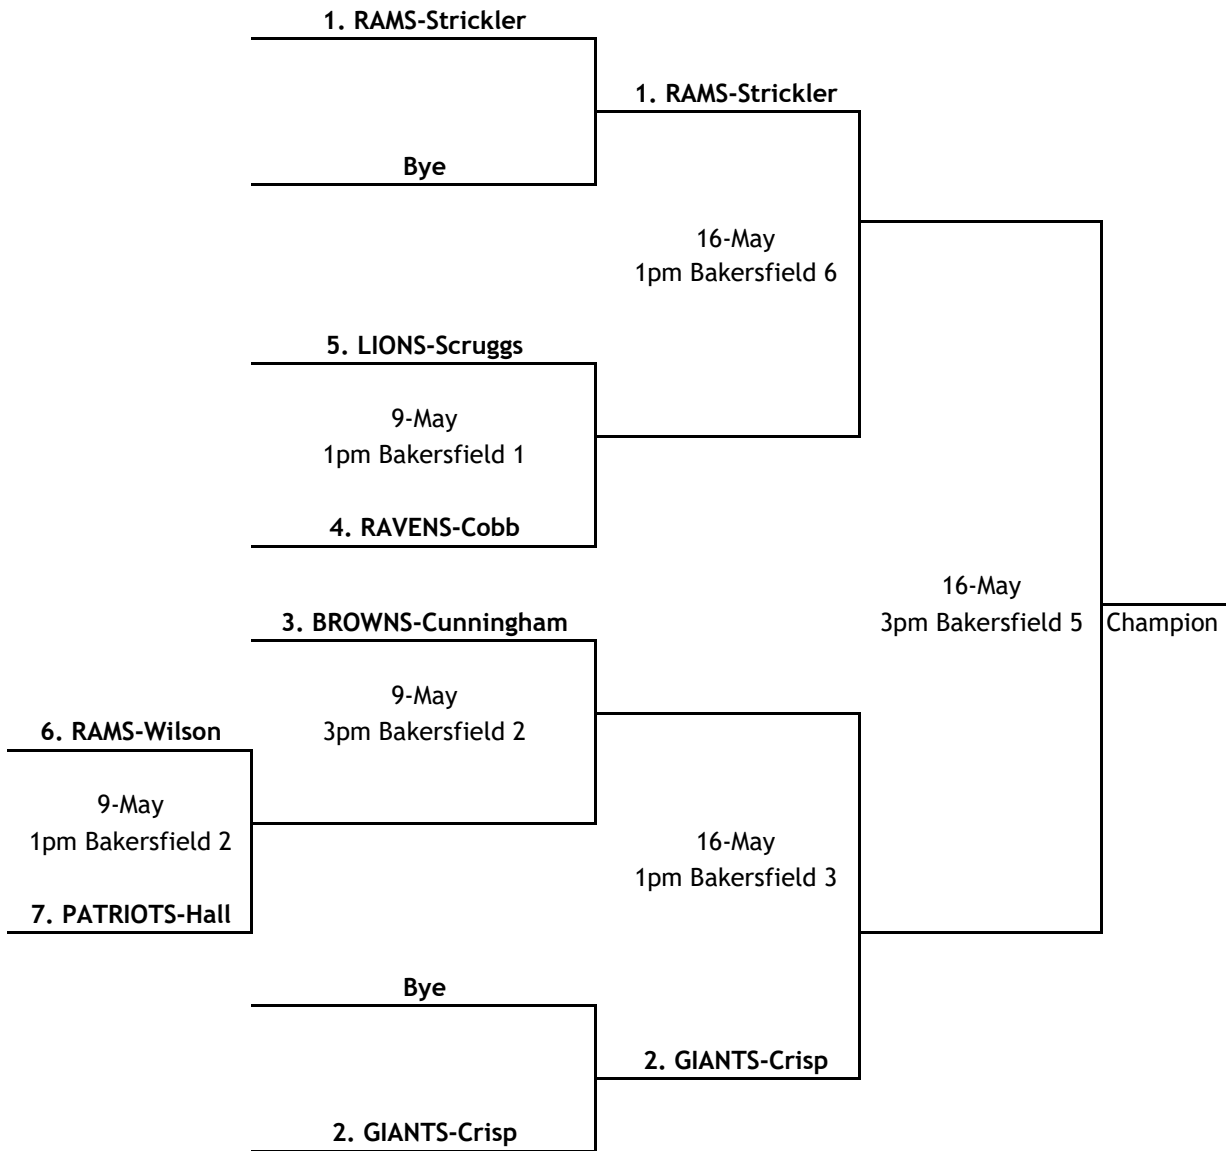 1. RAMS-Strickler
1. RAMS-Strickler
Bye
16-May
1pm Bakersfield 6
5. LIONS-Scruggs
9-May
1pm Bakersfield 1
4. RAVENS-Cobb
16-May
3pm Bakersfield 5
Champion
3. BROWNS-Cunningham
9-May
3pm Bakersfield 2
6. RAMS-Wilson
9-May
1pm Bakersfield 2
7. PATRIOTS-Hall
16-May
1pm Bakersfield 3
Bye
2. GIANTS-Crisp
2. GIANTS-Crisp